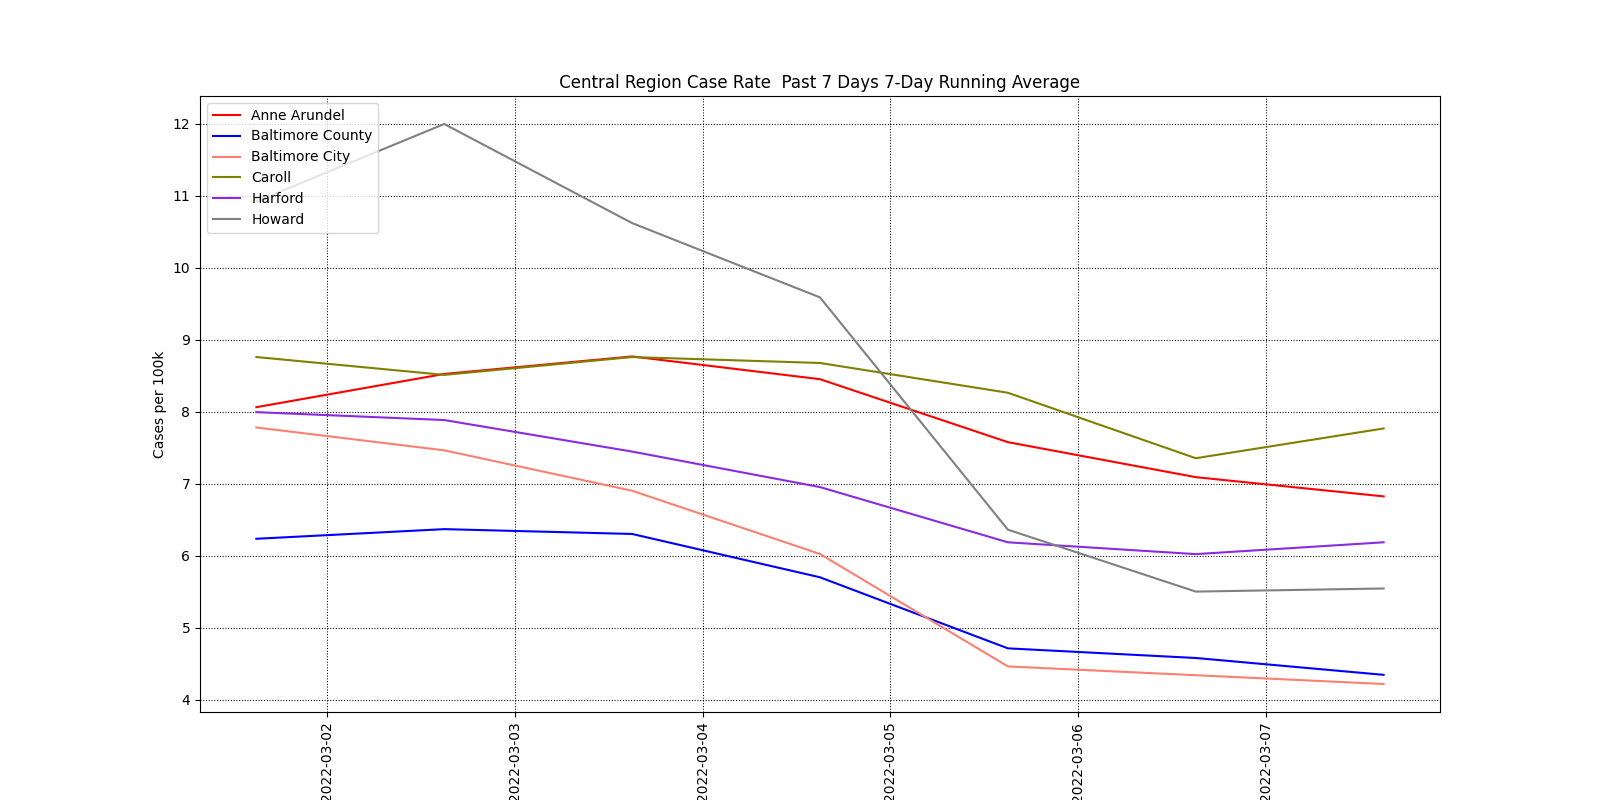 Central Region Case Rate  Past 7 Days 7-Day Running Average
Anne Arundel
Baltimore County
Baltimore City
Caroll
Harford
Howard
Cases per 100k
12
11
10
9
8
7
6
5
4
2022-03-02
2022-03-03
2022-03-04
2022-03-05
2022-03-06
2022-03-07